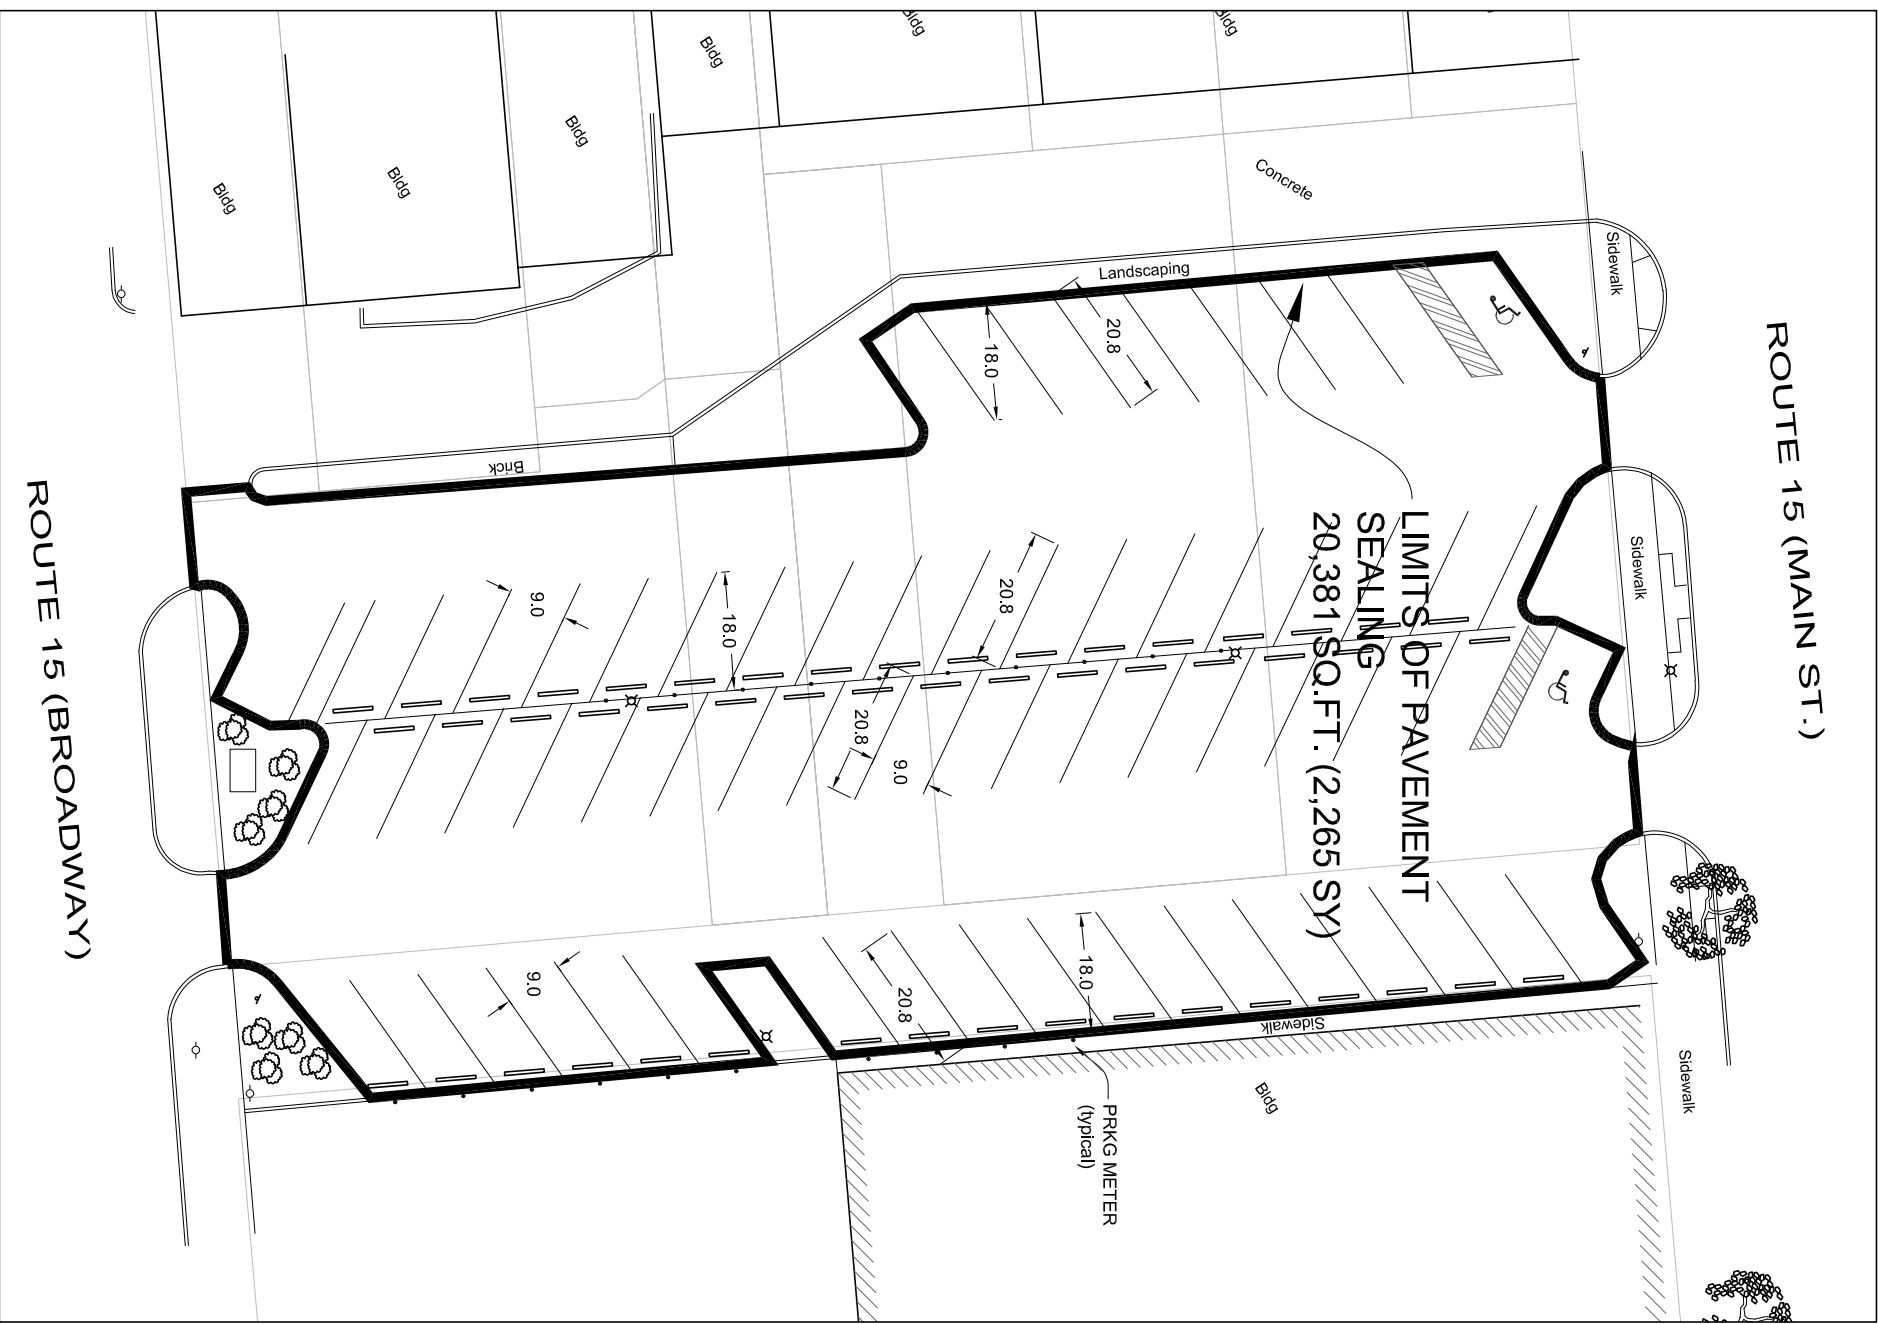 ROUTE 15 (MAIN ST.)
Sidewalk
Sidewalk
Sidewalk
Bldg
Bldg
Bldg
Bldg
Bldg
Bldg
Concrete
Landscaping
20.8
18.0
LIMITS OF PAVEMENT
SEALING
20,381 SQ.FT. (2,265 SY)
Brick
9.0
18.0
20.8
20.8
9.0
18.0
20.8
9.0
Sidewalk
Bldg
PRKG METER
(typical)
ROUTE 15 (BROADWAY)